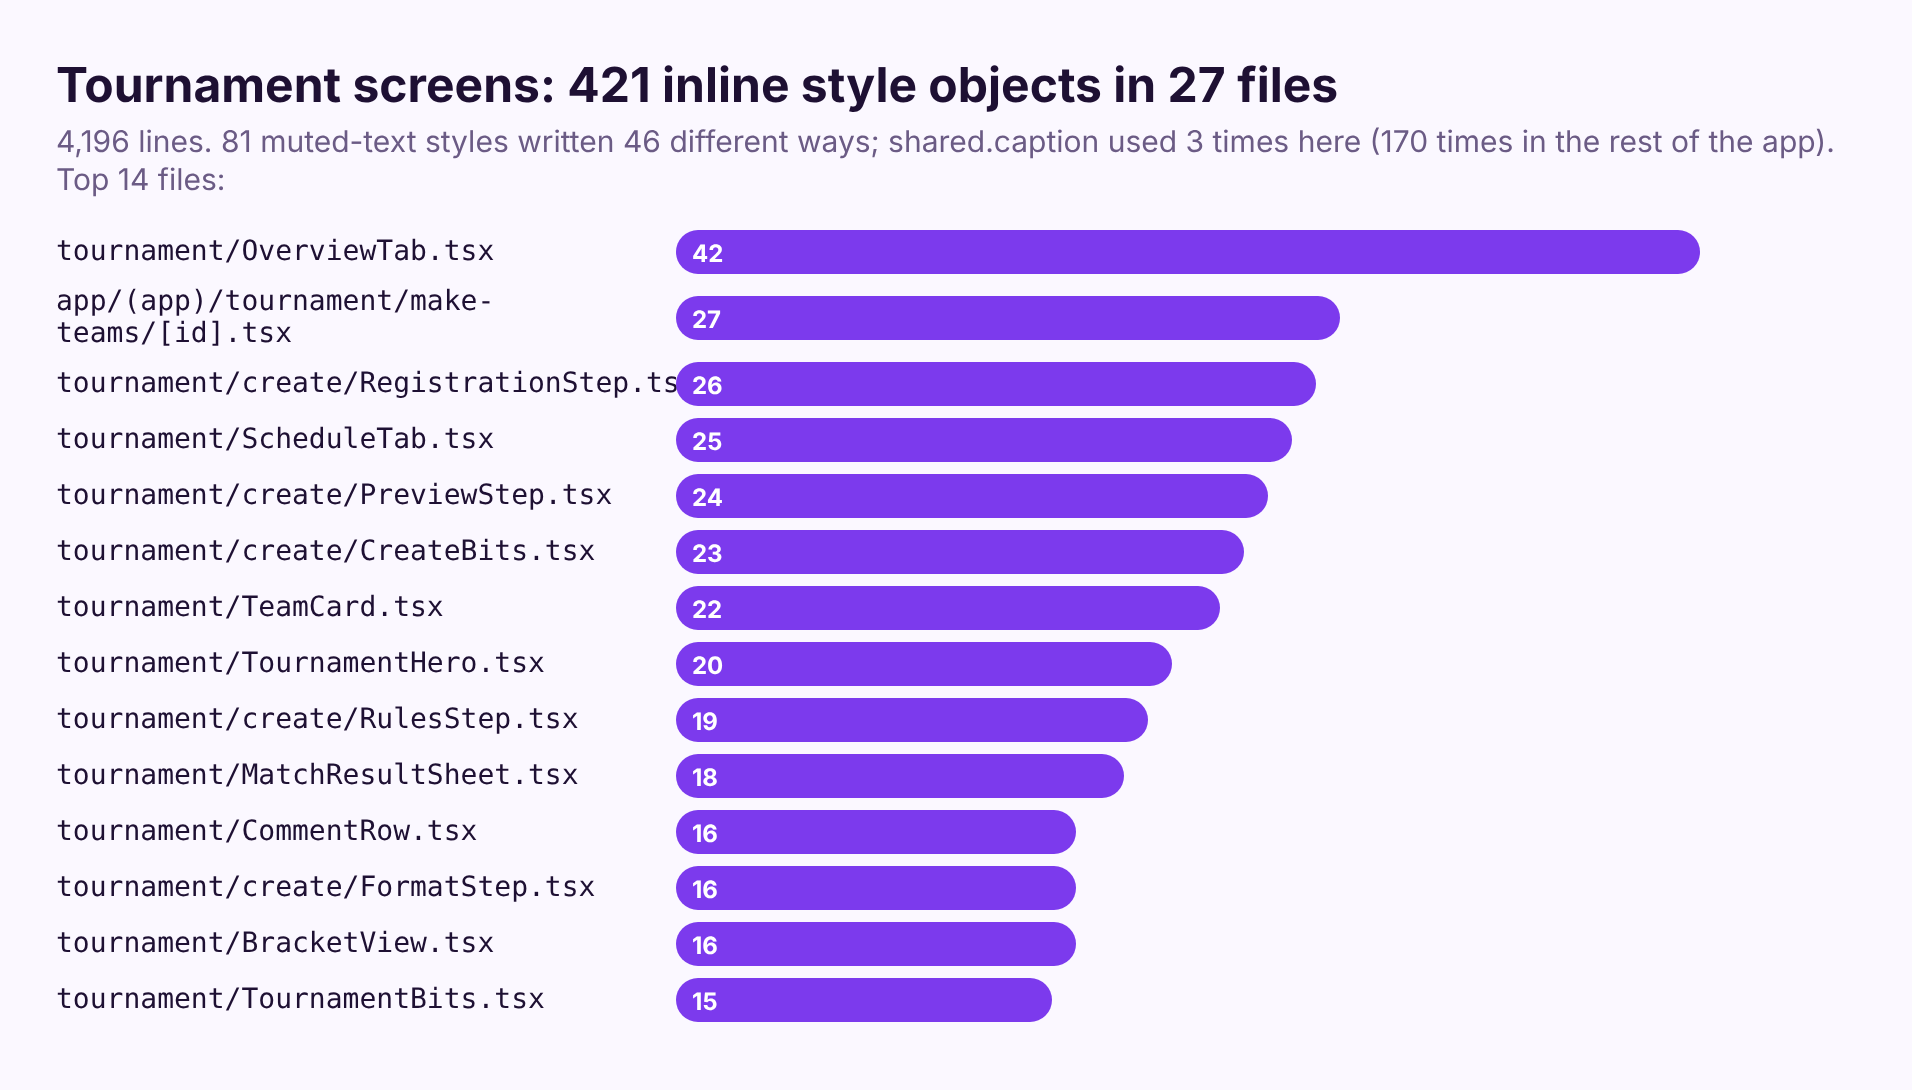 Tournament screens: 421 inline style objects in 27 files
4,196 lines. 81 muted-text styles written 46 different ways; shared.caption used 3 times here (170 times in the rest of the app).
Top 14 files:
tournament/OverviewTab.tsx 42
app/(app)/tournament/make-
teams/[id].tsx 27
tournament/create/RegistrationStep.ts 26
tournament/ScheduleTab.tsx 25
tournament/create/PreviewStep.tsx 24
tournament/create/CreateBits.tsx 23
tournament/TeamCard.tsx 22
tournament/TournamentHero.tsx 20
tournament/create/RulesStep.tsx 19
tournament/MatchResultSheet.tsx 18
tournament/CommentRow.tsx 16
tournament/create/FormatStep.tsx 16
tournament/BracketView.tsx 16
tournament/TournamentBits.tsx 15